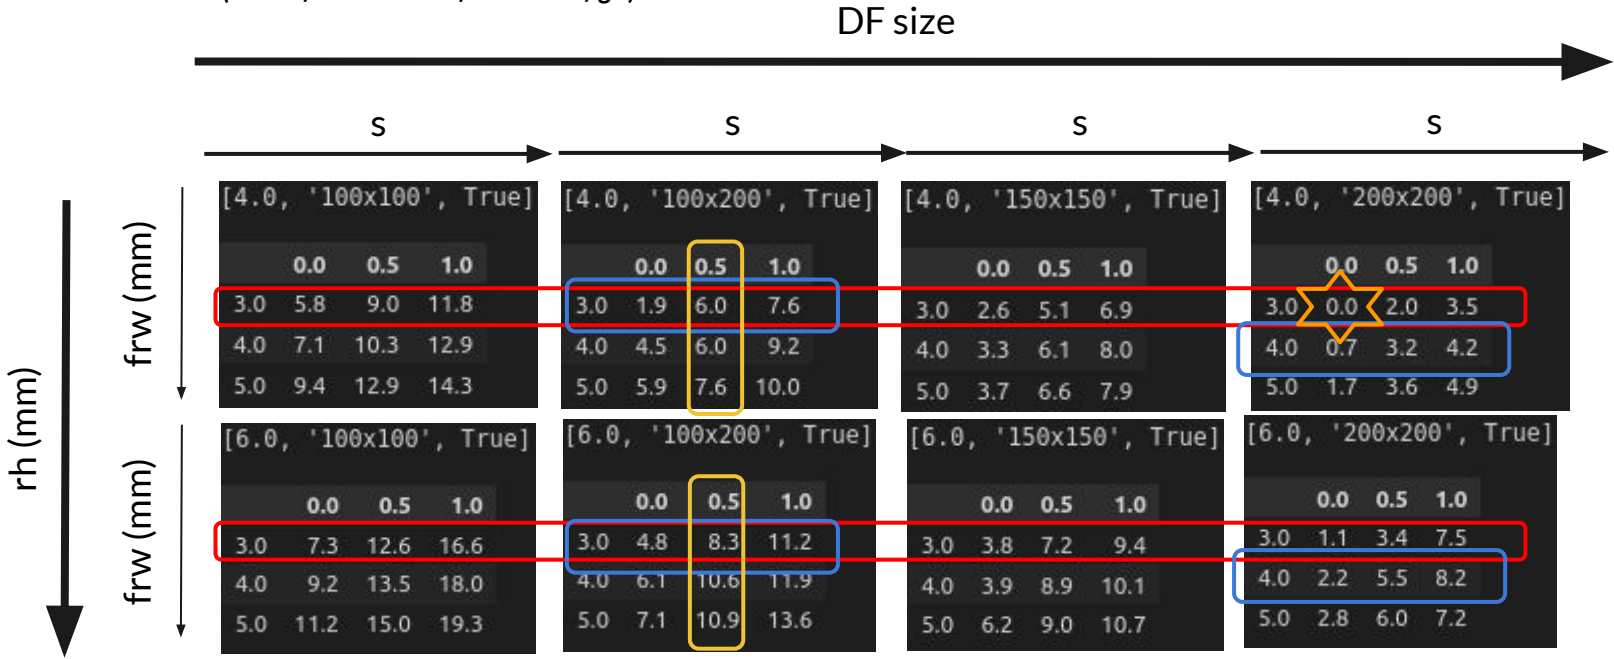 DF size
s s s s
rh (mm)
frw (mm)
[4.0, '100x100', True]
0.0 0.5 1.0
3.0 5.8 9.0 11.8
4.0 7.1 10.3 12.9
5.0 9.4 12.9 14.3
[4.0, '100x200', True]
0.0 0.5 1.0
3.0 1.9 6.0 7.6
4.0 4.5 6.0 9.2
5.0 5.9 7.6 10.0
[4.0, '150x150', True]
0.0 0.5 1.0
3.0 2.6 5.1 6.9
4.0 3.3 6.1 8.0
5.0 3.7 6.6 7.9
[4.0, '200x200', True]
0.0 0.5 1.0
3.0 0.0 2.0 3.5
4.0 0.7 3.2 4.2
5.0 1.7 3.6 4.9
frw (mm)
[6.0, '100x100', True]
0.0 0.5 1.0
3.0 7.3 12.6 16.6
4.0 9.2 13.5 18.0
5.0 11.2 15.0 19.3
[6.0, '100x200', True]
0.0 0.5 1.0
3.0 4.8 8.3 11.2
4.0 6.1 10.6 11.9
5.0 7.1 10.9 13.6
[6.0, '150x150', True]
0.0 0.5 1.0
3.0 3.8 7.2 9.4
4.0 3.9 8.9 10.1
5.0 6.2 9.0 10.7
[6.0, '200x200', True]
0.0 0.5 1.0
3.0 1.1 3.4 7.5
4.0 2.2 5.5 8.2
5.0 2.8 6.0 7.2